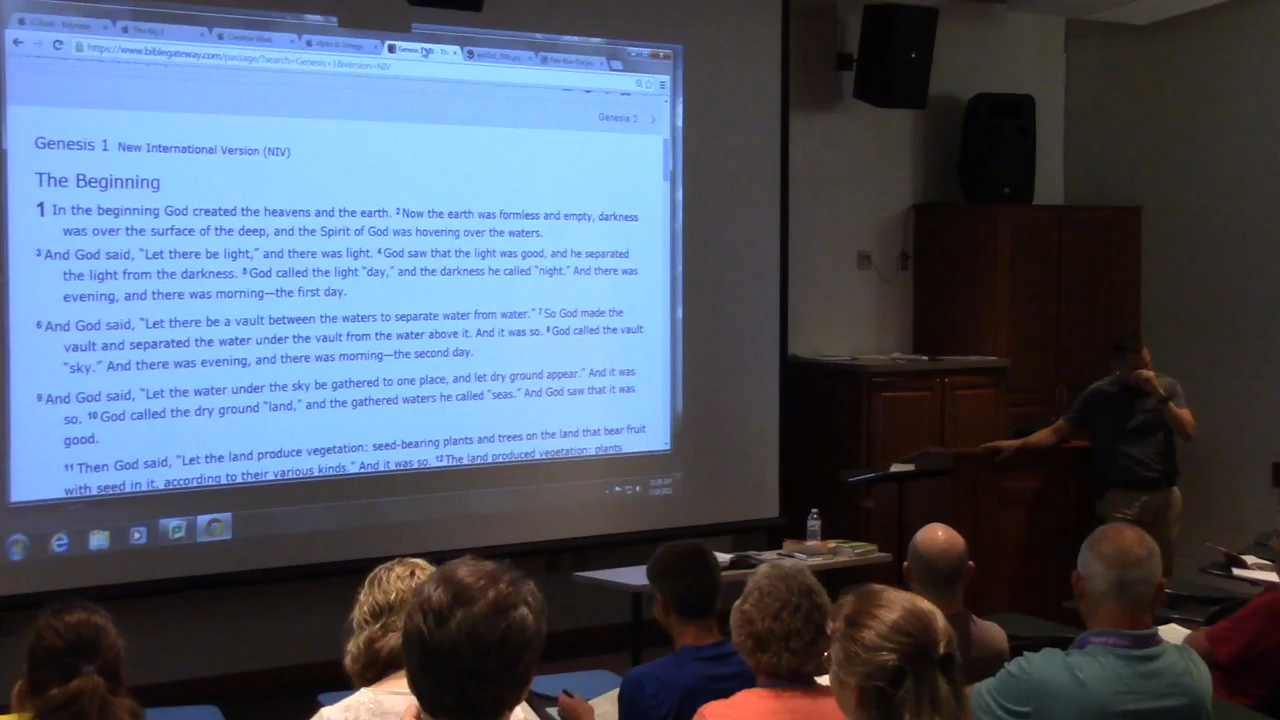 iCloud - Keynote
The Big I
Creative Week
Alpha & Omega
Genesis 1 NIV - Th
https://www.biblegateway.com/passage/?search=Genesis+1&version=NIV
Genesis 2 >
Genesis 1 New International Version (NIV)
The Beginning
1 In the beginning God created the heavens and the earth. 2 Now the earth was formless and empty, darkness
was over the surface of the deep, and the Spirit of God was hovering over the waters.
3 And God said, “Let there be light,” and there was light. 4 God saw that the light was good, and he separated
the light from the darkness. 5 God called the light “day,” and the darkness he called “night.” And there was
evening, and there was morning—the first day.
6 And God said, “Let there be a vault between the waters to separate water from water.” 7 So God made the
vault and separated the water under the vault from the water above it. And it was so. 8 God called the vault
“sky.” And there was evening, and there was morning—the second day.
9 And God said, “Let the water under the sky be gathered to one place, and let dry ground appear.” And it was
so. 10 God called the dry ground “land,” and the gathered waters he called “seas.” And God saw that it was
good.
11 Then God said, “Let the land produce vegetation: seed-bearing plants and trees on the land that bear fruit
with seed in it, according to their various kinds.” And it was so. 12 The land produced vegetation: plants